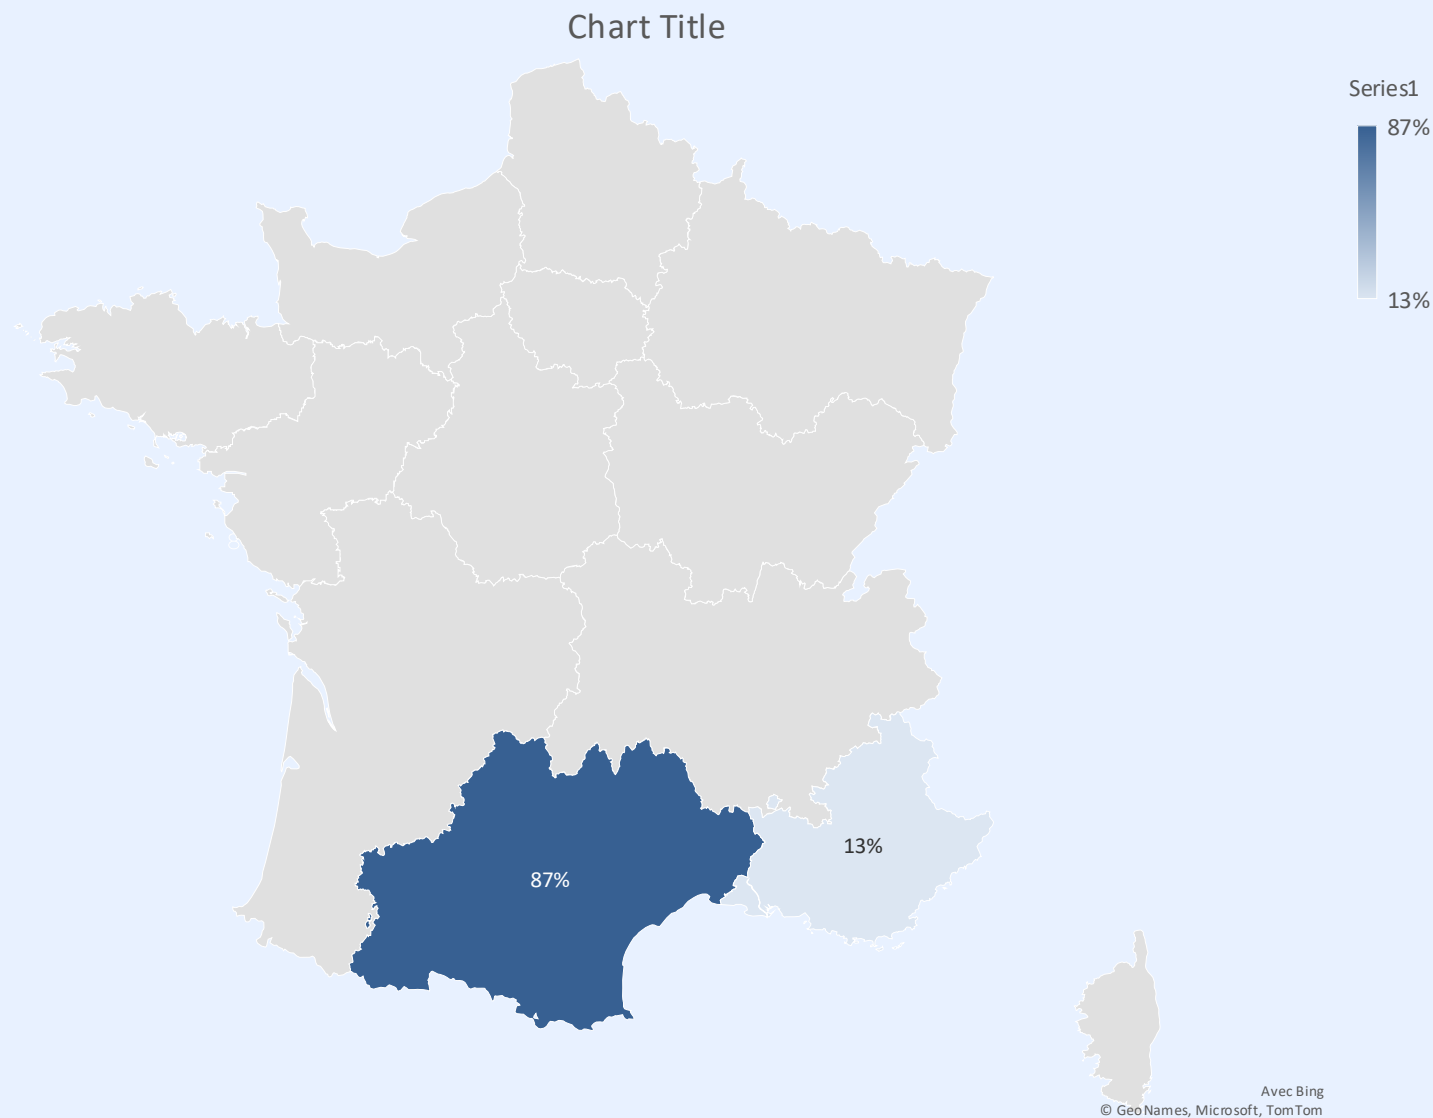 Chart Title
Series1
87%
13%
13%
87%
Avec Bing
© GeoNames, Microsoft, TomTom